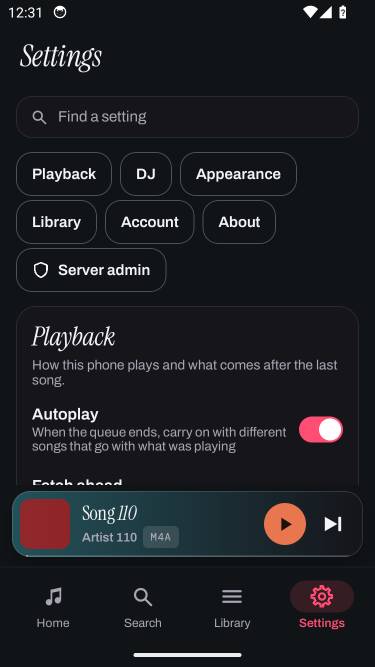 12:31
Settings
Find a setting
Playback
DJ
Appearance
Library
Account
About
Server admin
Playback
How this phone plays and what comes after the last
song.
Autoplay
When the queue ends, carry on with different
songs that go with what was playing
Fetch ahead
Song 110
Artist 110 M4A
Home
Search
Library
Settings